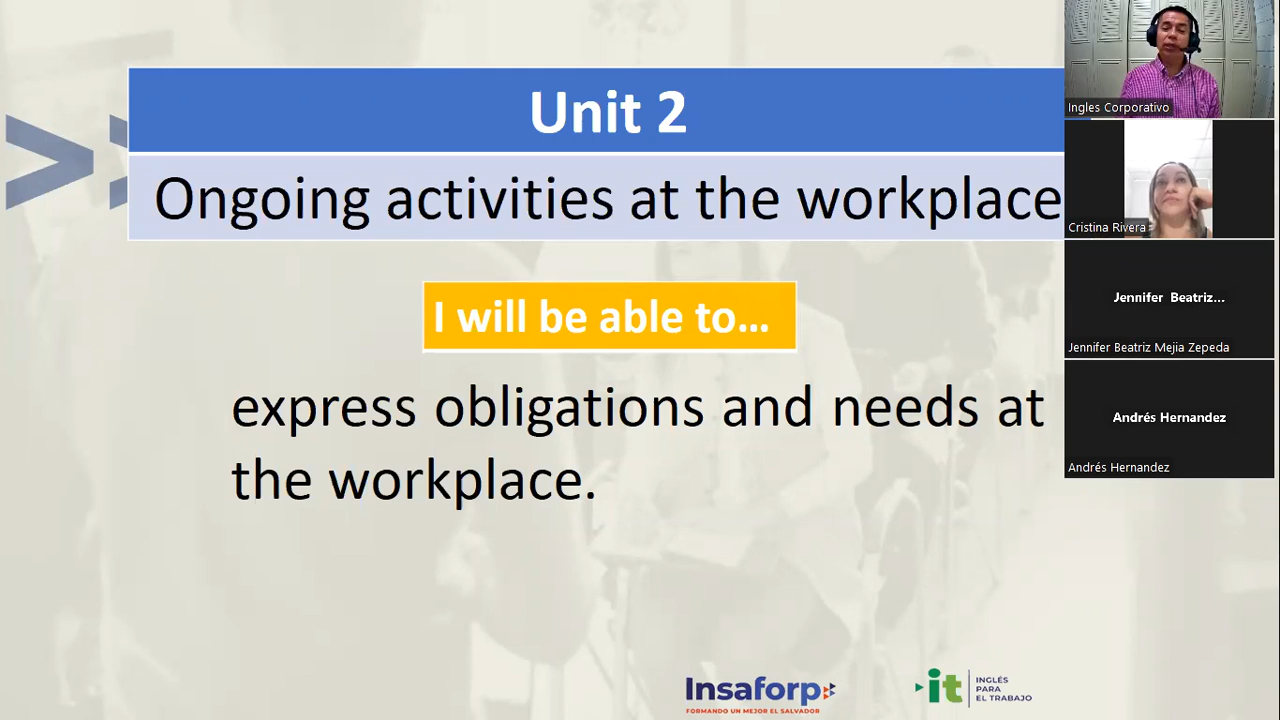 Unit 2
Ongoing activities at the workplace
I will be able to...
express obligations and needs at
the workplace.
Insaforp
FORMANDO UN MEJOR EL SALVADOR
it
INGLÉS
PARA
EL TRABAJO
Ingles Corporativo
Cristina Rivera
Jennifer Beatriz...
Jennifer Beatriz Mejia Zepeda
Andrés Hernandez
Andrés Hernandez